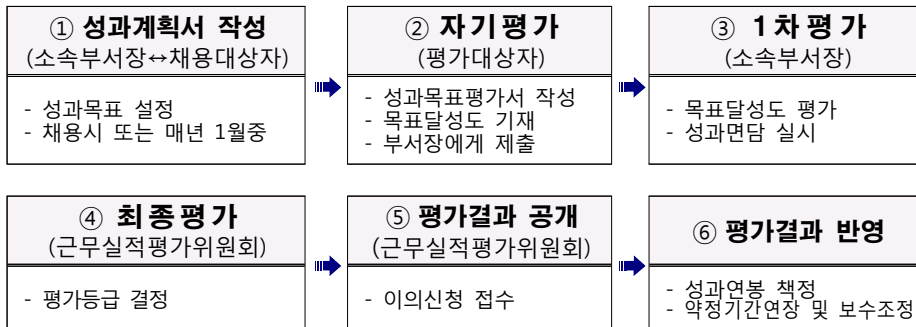 ① 성과계획서 작성
(소속부서장↔채용대상자)
- 성과목표 설정
- 채용시 또는 매년 1월중
② 자기평가
(평가대상자)
- 성과목표평가서 작성
- 목표달성도 기재
- 부서장에게 제출
③ 1차평가
(소속부서장)
- 목표달성도 평가
- 성과면담 실시
④ 최종평가
(근무실적평가위원회)
- 평가등급 결정
⑤ 평가결과 공개
(근무실적평가위원회)
- 이의신청 접수
⑥ 평가결과 반영
- 성과연봉 책정
- 약정기간연장 및 보수조정